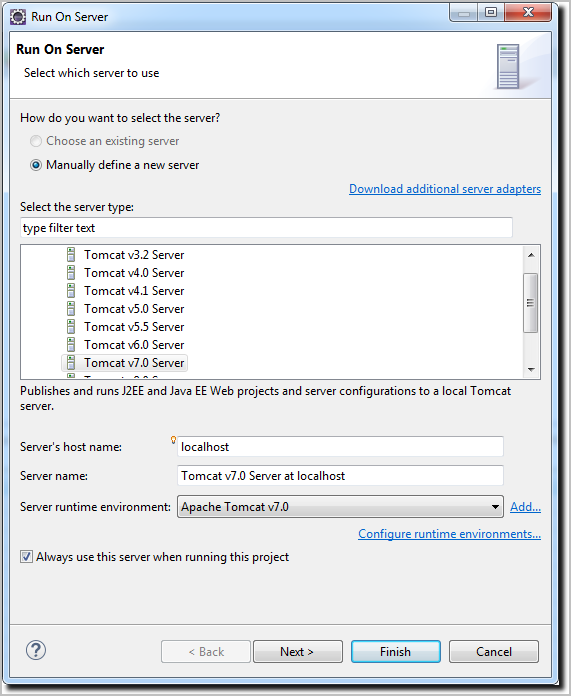 Run On Server
Run On Server
Select which server to use
How do you want to select the server?
Choose an existing server
Manually define a new server
Download additional server adapters
Select the server type:
type filter text
Tomcat v3.2 Server
Tomcat v4.0 Server
Tomcat v4.1 Server
Tomcat v5.0 Server
Tomcat v5.5 Server
Tomcat v6.0 Server
Tomcat v7.0 Server
Publishes and runs J2EE and Java EE Web projects and server configurations to a local Tomcat
server.
Server's host name: localhost
Server name: Tomcat v7.0 Server at localhost
Server runtime environment: Apache Tomcat v7.0 Add...
Configure runtime environments...
Always use this server when running this project
? < Back Next > Finish Cancel